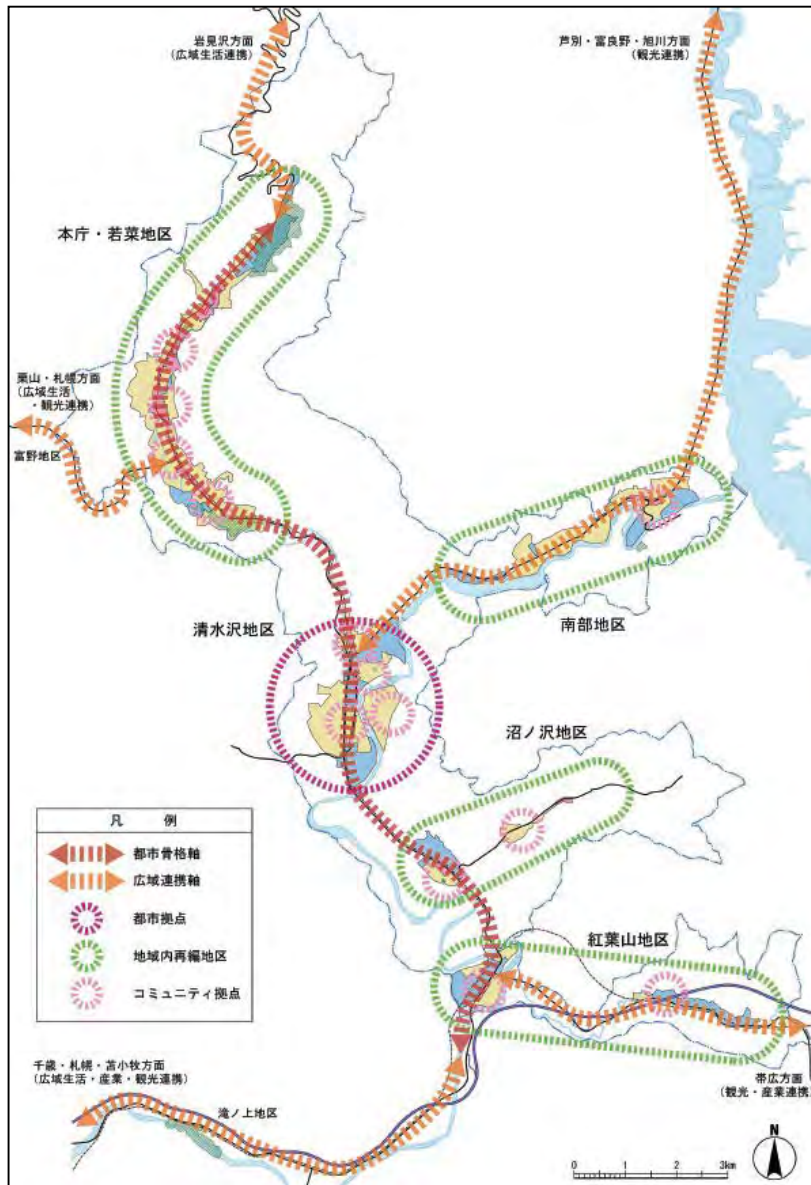 岩見沢方面
(広域生活連携)
芦別・富良野・旭川方面
(観光連携)
本庁・若菜地区
栗山・札幌方面
(広域生活
・観光連携)
富野地区
清水沢地区
南部地区
沼ノ沢地区
凡 例
都市骨格軸
広域連携軸
都市拠点
地域内再編地区
コミュニティ拠点
紅葉山地区
千歳・札幌・苫小牧方面
(広域生活・産業・観光連携)
滝ノ上地区
帯広方面
(観光・産業連携)
N
0 1 2 3km